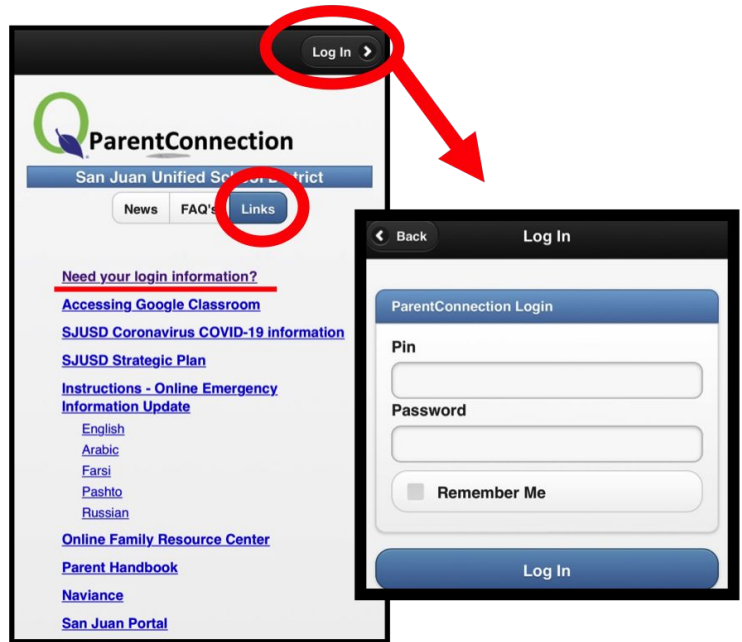 Log In
Q
ParentConnection
San Juan Unified School District
News FAQ's Links
Need your login information?
Accessing Google Classroom
SJUSD Coronavirus COVID-19 information
SJUSD Strategic Plan
Instructions - Online Emergency
Information Update
English
Arabic
Farsi
Pashto
Russian
Online Family Resource Center
Parent Handbook
Naviance
San Juan Portal
Back Log In
ParentConnection Login
Pin
Password
Remember Me
Log In